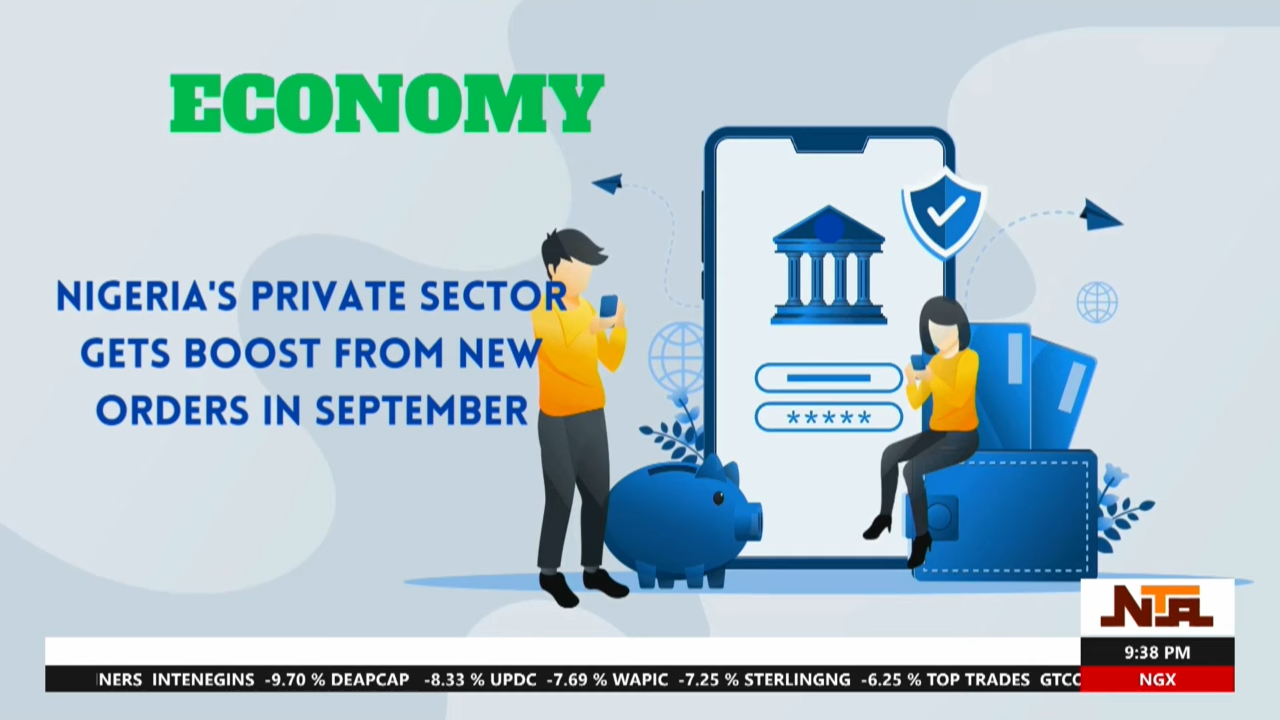 ECONOMY
NIGERIA'S PRIVATE SECTOR
GETS BOOST FROM NEW
ORDERS IN SEPTEMBER
*****
NTA
9:38 PM
NERS INTENEGINS -9.70 % DEAPCAP -8.33 % UPDC -7.69 % WAPIC -7.25 % STERLINGNG -6.25 % TOP TRADES GTCC
NGX